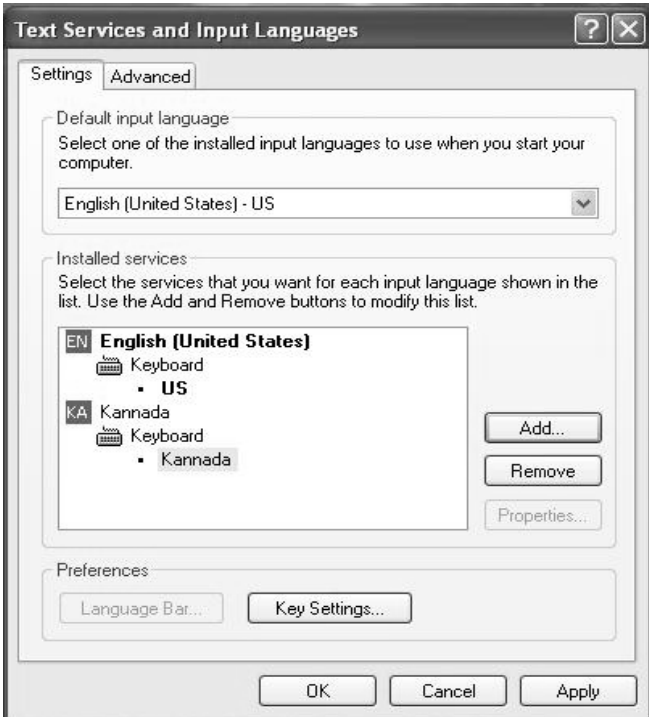 Text Services and Input Languages
Settings
Advanced
Default input language
Select one of the installed input languages to use when you start your
computer.
English (United States) - US
Installed services
Select the services that you want for each input language shown in the
list. Use the Add and Remove buttons to modify this list.
EN English (United States)
Keyboard
US
KA Kannada
Keyboard
Kannada
Add...
Remove
Properties...
Preferences
Language Bar...
Key Settings...
OK
Cancel
Apply